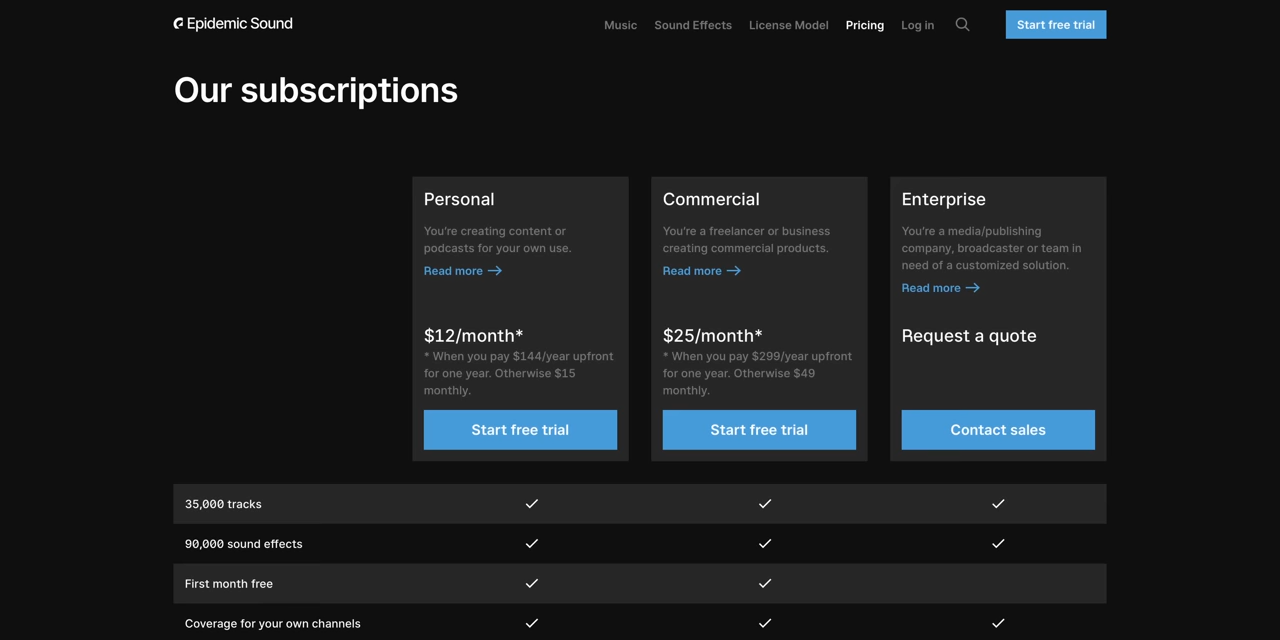 Epidemic Sound
Music
Sound Effects
License Model
Pricing
Log in
Start free trial
Our subscriptions
Personal
You're creating content or
podcasts for your own use.
Read more
$12/month*
* When you pay $144/year upfront
for one year. Otherwise $15
monthly.
Start free trial
Commercial
You're a freelancer or business
creating commercial products.
Read more
$25/month*
* When you pay $299/year upfront
for one year. Otherwise $49
monthly.
Start free trial
Enterprise
You're a media/publishing
company, broadcaster or team in
need of a customized solution.
Read more
Request a quote
Contact sales
35,000 tracks
90,000 sound effects
First month free
Coverage for your own channels